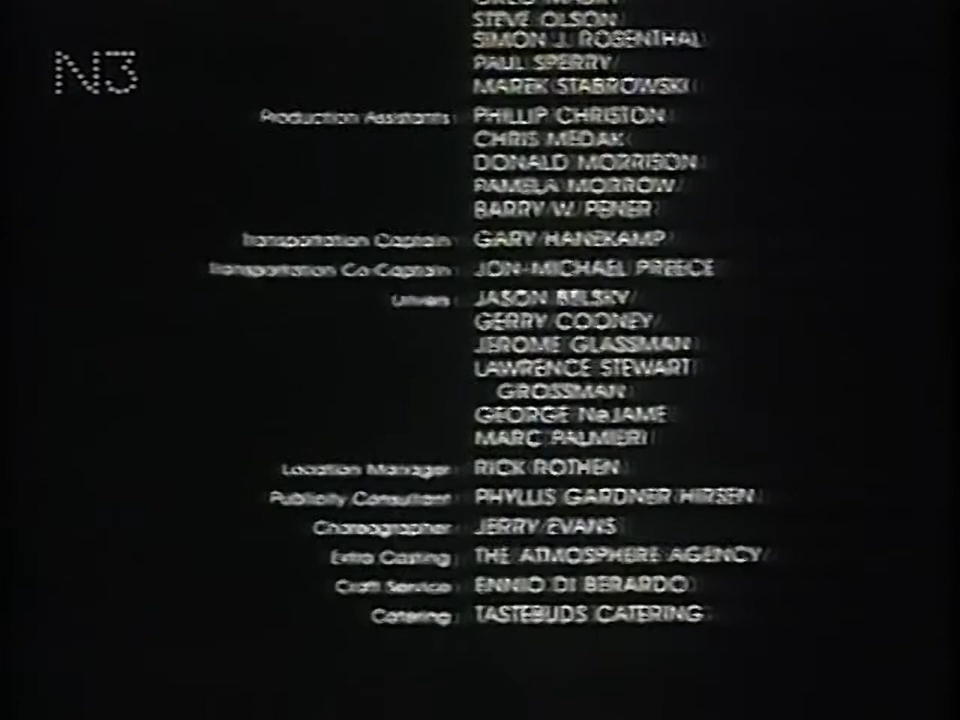 N3
STEVE OLSON
SIMON J. ROSENTHAL
PAUL SPERRY
MAREK STABROWSKI
Production Assistants PHILLIP CHRISTON
CHRIS MEDAK
DONALD MORRISON
PAMELA MORROW
BARRY W. PENER
Transportation Captain GARY HANEKAMP
Transportation Co-Captain JON-MICHAEL PREECE
Drivers JASON BELSKY
GERRY COONEY
JEROME GLASSMAN
LAWRENCE STEWART
GROSSMAN
GEORGE NeJAME
MARC PALMIERI
Location Manager RICK ROTHEN
Publicity Consultant PHYLLIS GARDNER HIRSEN
Choreographer JERRY EVANS
Extra Casting THE ATMOSPHERE AGENCY
Craft Service ENNIO DI BERARDO
Catering TASTEBUDS CATERING